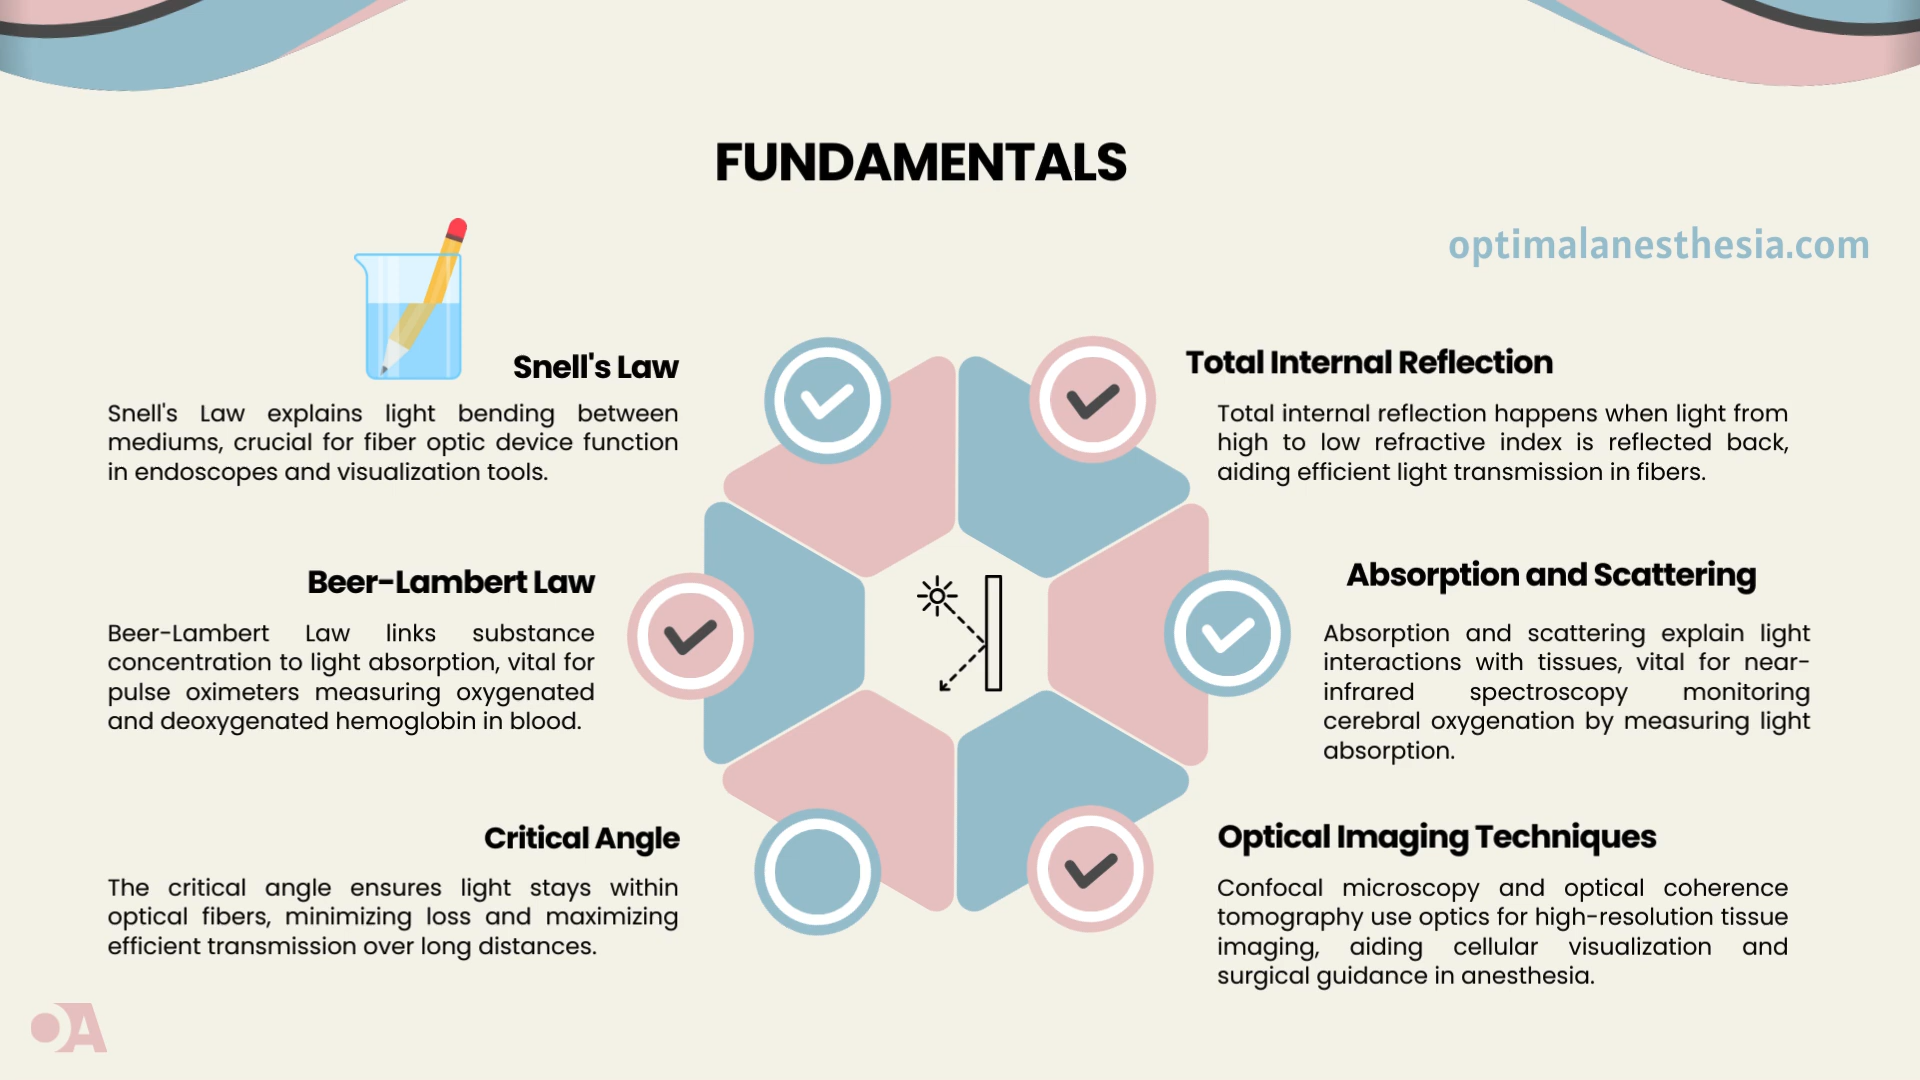 FUNDAMENTALS
optimalanesthesia.com
Snell's Law
Snell's Law explains light bending between
mediums, crucial for fiber optic device function
in endoscopes and visualization tools.
Total Internal Reflection
Total internal reflection happens when light from
high to low refractive index is reflected back,
aiding efficient light transmission in fibers.
Beer-Lambert Law
Beer-Lambert Law links substance
concentration to light absorption, vital for
pulse oximeters measuring oxygenated
and deoxygenated hemoglobin in blood.
Absorption and Scattering
Absorption and scattering explain light
interactions with tissues, vital for near-
infrared spectroscopy monitoring
cerebral oxygenation by measuring light
absorption.
Critical Angle
The critical angle ensures light stays within
optical fibers, minimizing loss and maximizing
efficient transmission over long distances.
Optical Imaging Techniques
Confocal microscopy and optical coherence
tomography use optics for high-resolution tissue
imaging, aiding cellular visualization and
surgical guidance in anesthesia.
OA